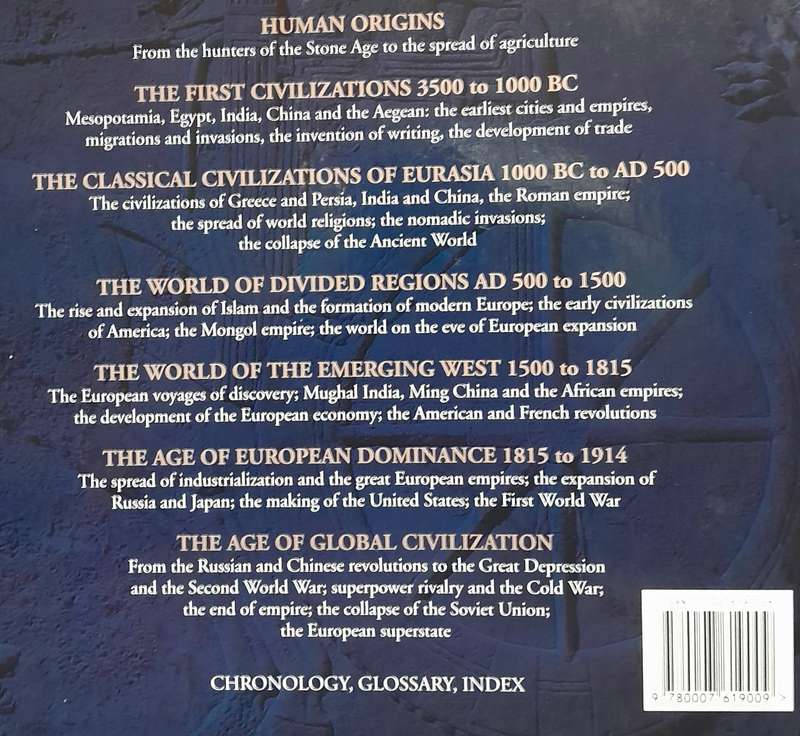 HUMAN ORIGINS
From the hunters of the Stone Age to the spread of agriculture
THE FIRST CIVILIZATIONS 3500 to 1000 BC
Mesopotamia, Egypt, India, China and the Aegean: the earliest cities and empires,
migrations and invasions, the invention of writing, the development of trade
THE CLASSICAL CIVILIZATIONS OF EURASIA 1000 BC to AD 500
The civilizations of Greece and Persia, India and China, the Roman empire;
the spread of world religions; the nomadic invasions;
the collapse of the Ancient World
THE WORLD OF DIVIDED REGIONS AD 500 to 1500
The rise and expansion of Islam and the formation of modern Europe; the early civilizations
of America; the Mongol empire; the world on the eve of European expansion
THE WORLD OF THE EMERGING WEST 1500 to 1815
The European voyages of discovery; Mughal India, Ming China and the African empires;
the development of the European economy; the American and French revolutions
THE AGE OF EUROPEAN DOMINANCE 1815 to 1914
The spread of industrialization and the great European empires; the expansion of
Russia and Japan; the making of the United States; the First World War
THE AGE OF GLOBAL CIVILIZATION
From the Russian and Chinese revolutions to the Great Depression
and the Second World War; superpower rivalry and the Cold War;
the end of empire; the collapse of the Soviet Union;
the European superstate
CHRONOLOGY, GLOSSARY, INDEX
9 780007 619009 >